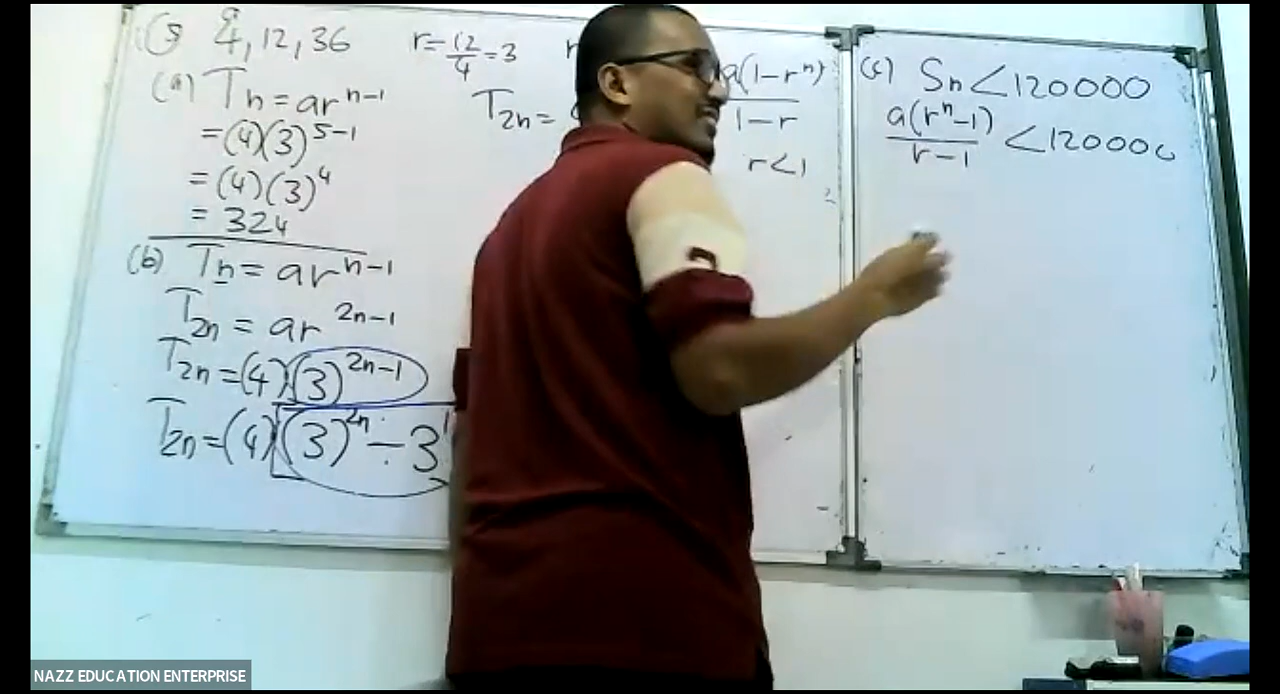 (5) 4, 12, 36 r = 12/4 = 3
(a) Tn = ar^n-1
= (4)(3)^5-1
= (4)(3)^4
= 324
(b) Tn = ar^n-1
T2n = ar^2n-1
T2n = (4)(3)^2n-1
T2n = (4)(3)^2n ÷ 3^1
T2n =
a(1-r^n)
1-r
r<1
(c) Sn < 120000
a(r^n-1)/r-1 < 120000
NAZZ EDUCATION ENTERPRISE